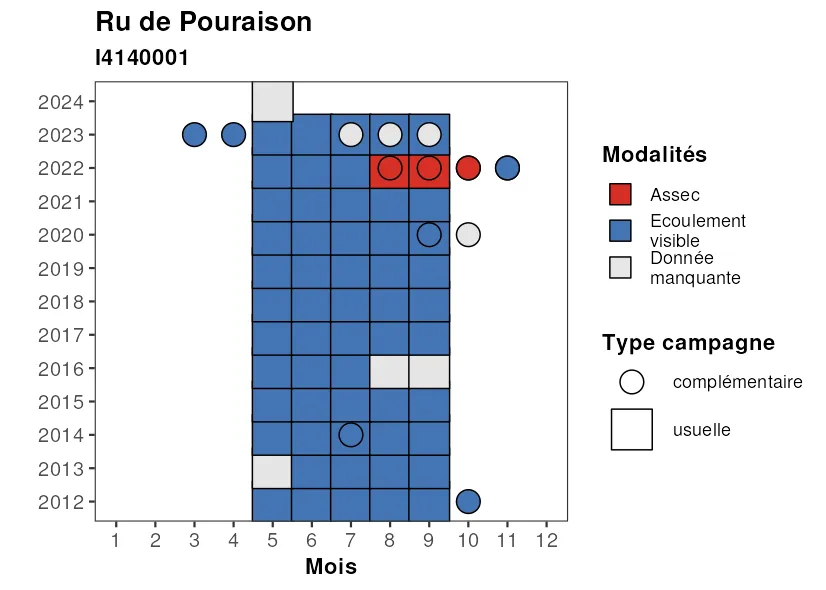 Ru de Pouraison
I4140001
2024
2023
2022
2021
2020
2019
2018
2017
2016
2015
2014
2013
2012
1 2 3 4 5 6 7 8 9 10 11 12
Mois
Modalités
Assec
Ecoulement
visible
Donnée
manquante
Type campagne
complémentaire
usuelle